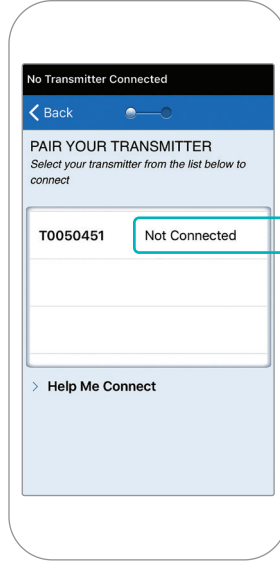 No Transmitter Connected
Back
PAIR YOUR TRANSMITTER
Select your transmitter from the list below to
connect
T0050451 Not Connected
Help Me Connect